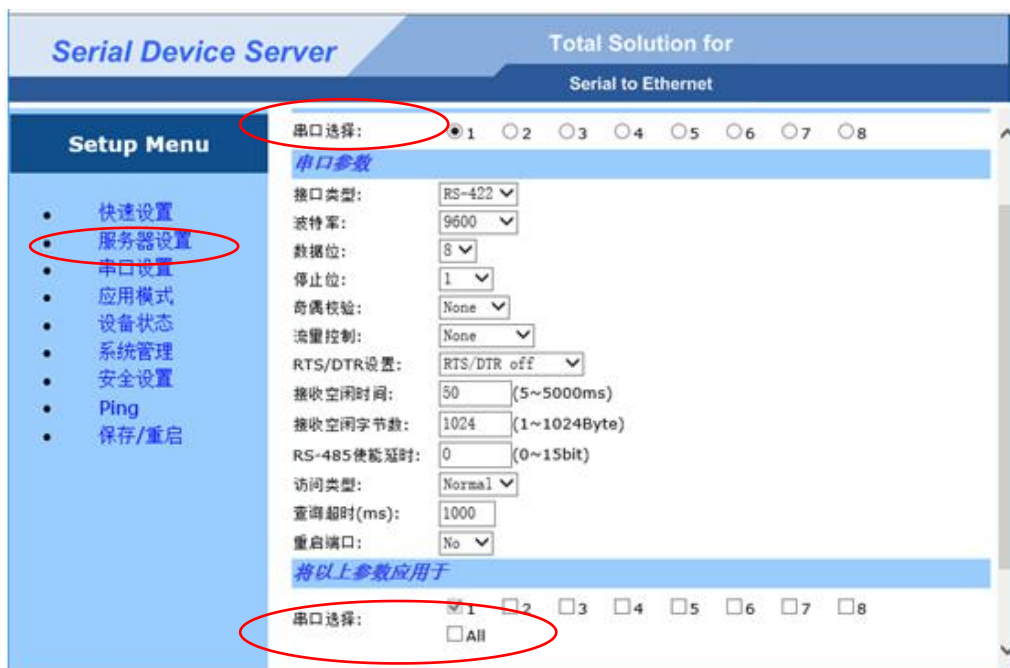 Serial Device Server
Total Solution for
Serial to Ethernet
Setup Menu
快速设置
服务器设置
串口设置
应用模式
设备状态
系统管理
安全设置
Ping
保存/重启
串口选择: 1 2 3 4 5 6 7 8
串口参数
接口类型: RS-422
波特率: 9600
数据位: 8
停止位: 1
奇偶校验: None
流量控制: None
RTS/DTR设置: RTS/DTR off
接收空闲时间: 50 (5~5000ms)
接收空闲字节数: 1024 (1~1024Byte)
RS-485使能延时: 0 (0~15bit)
访问类型: Normal
查询超时(ms): 1000
重启端口: No
将以上参数应用于
串口选择: 1 2 3 4 5 6 7 8
All